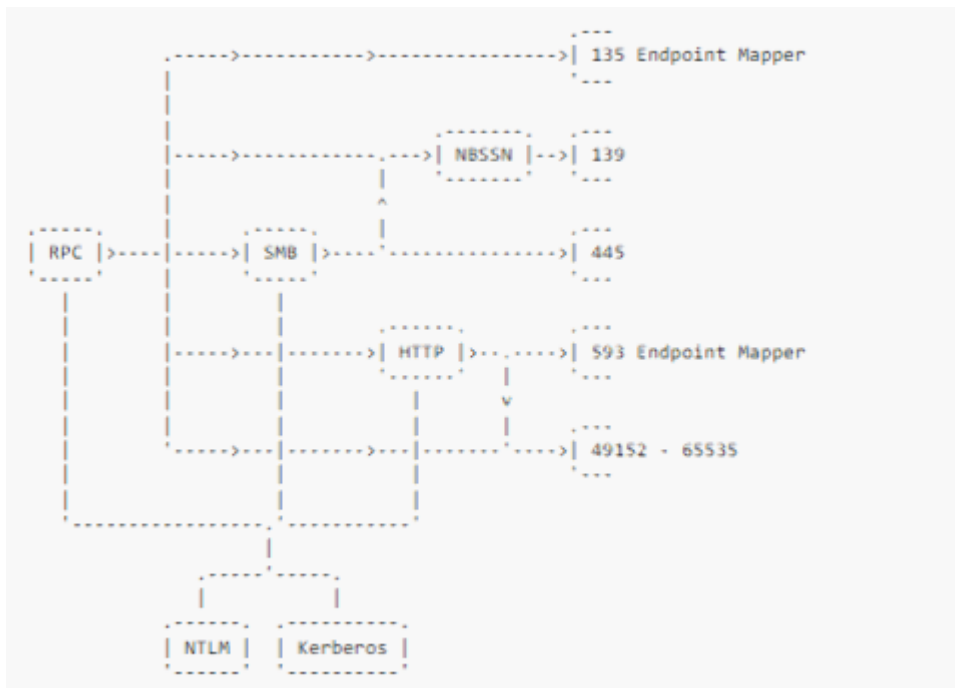 135 Endpoint Mapper
NBSSN 139
RPC SMB 445
HTTP 593 Endpoint Mapper
49152 - 65535
NTLM Kerberos